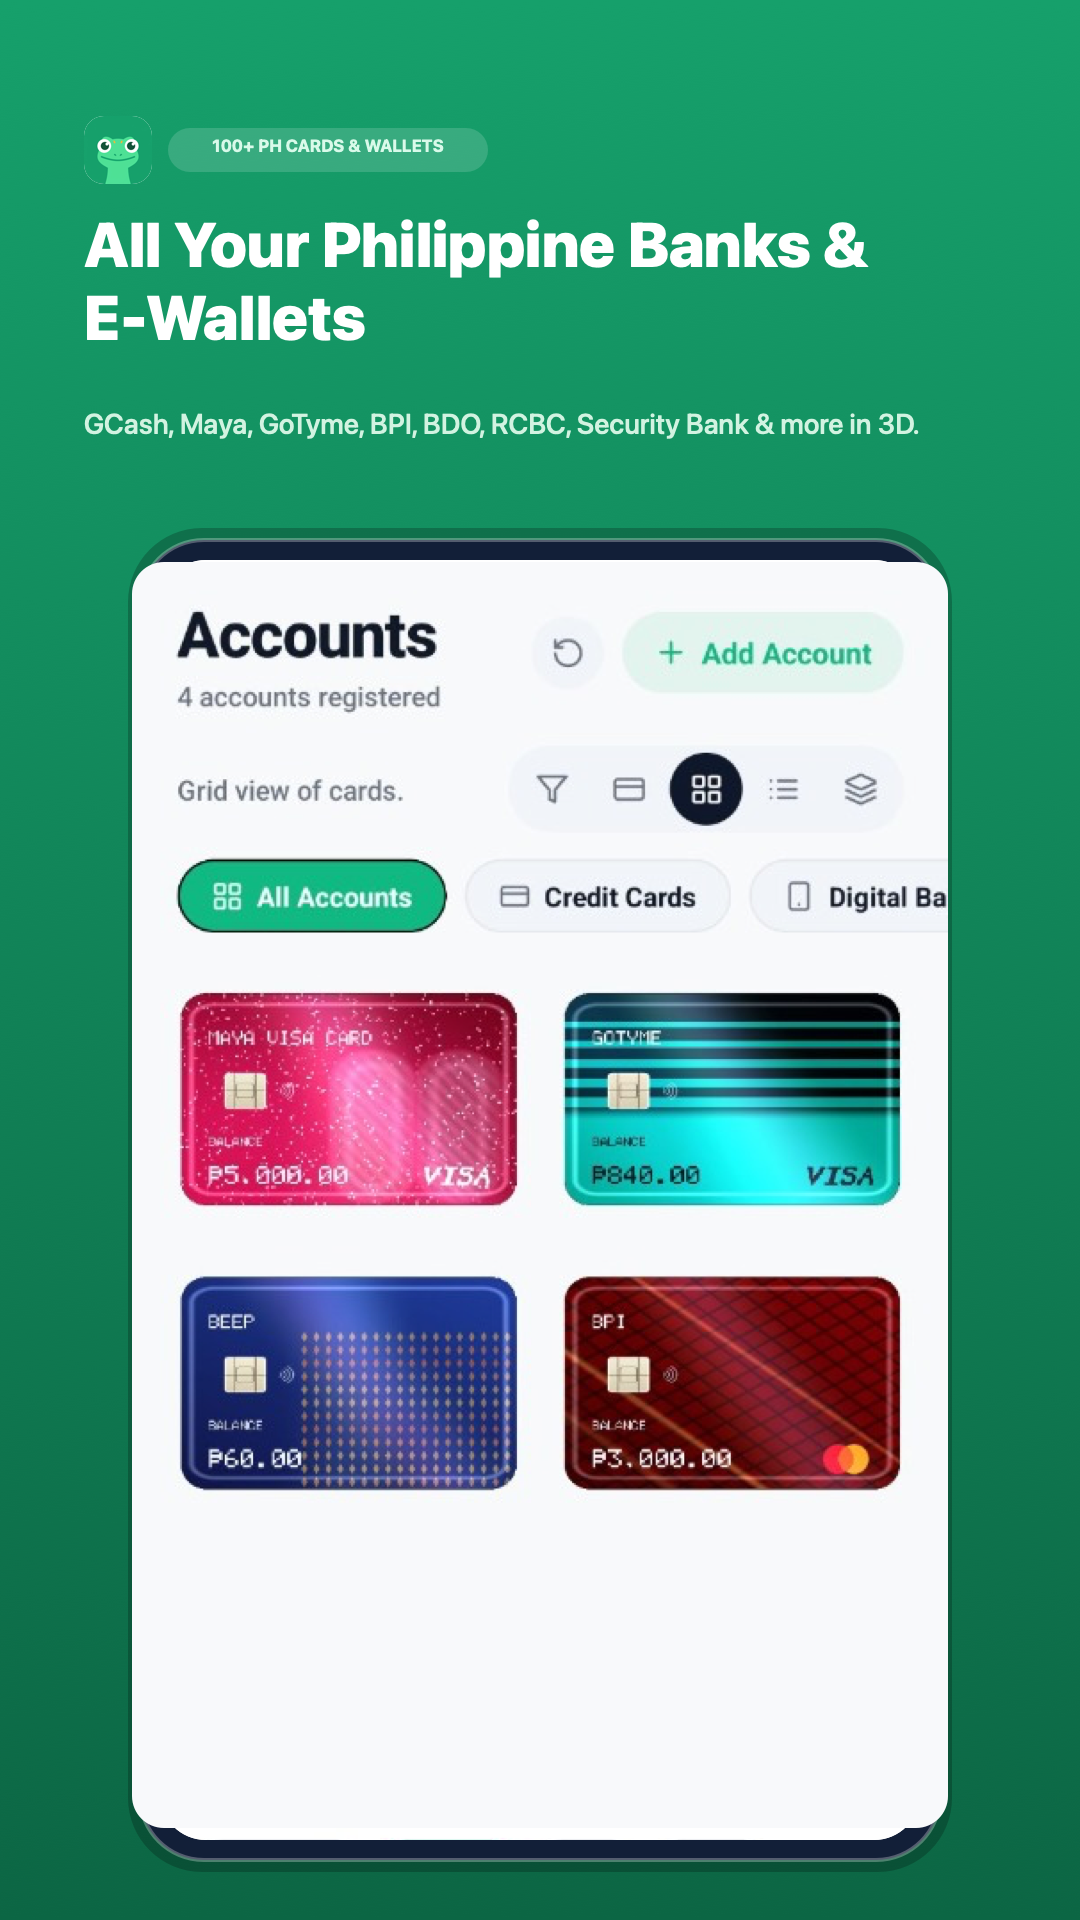 100+ PH CARDS & WALLETS
All Your Philippine Banks &
E-Wallets
GCash, Maya, GoTyme, BPI, BDO, RCBC, Security Bank & more in 3D.
Accounts
+ Add Account
4 accounts registered
Grid view of cards.
All Accounts
Credit Cards
Digital Ba
MAYA VISA CARD
BALANCE
₱5,000.00
VISA
GOTYME
BALANCE
₱840.00
VISA
BEEP
BALANCE
₱60.00
BPI
BALANCE
₱3,000.00